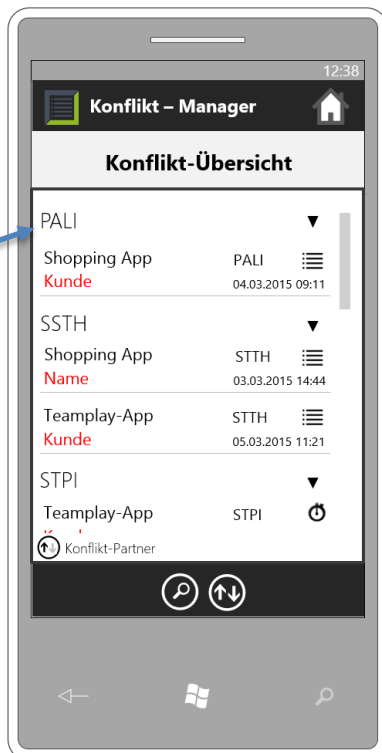 12:38
Konflikt – Manager
Konflikt-Übersicht
PALI ▼
Shopping App PALI
Kunde 04.03.2015 09:11
SSTH ▼
Shopping App STTH
Name 03.03.2015 14:44
Teamplay-App STTH
Kunde 05.03.2015 11:21
STPI ▼
Teamplay-App STPI
Konflikt-Partner